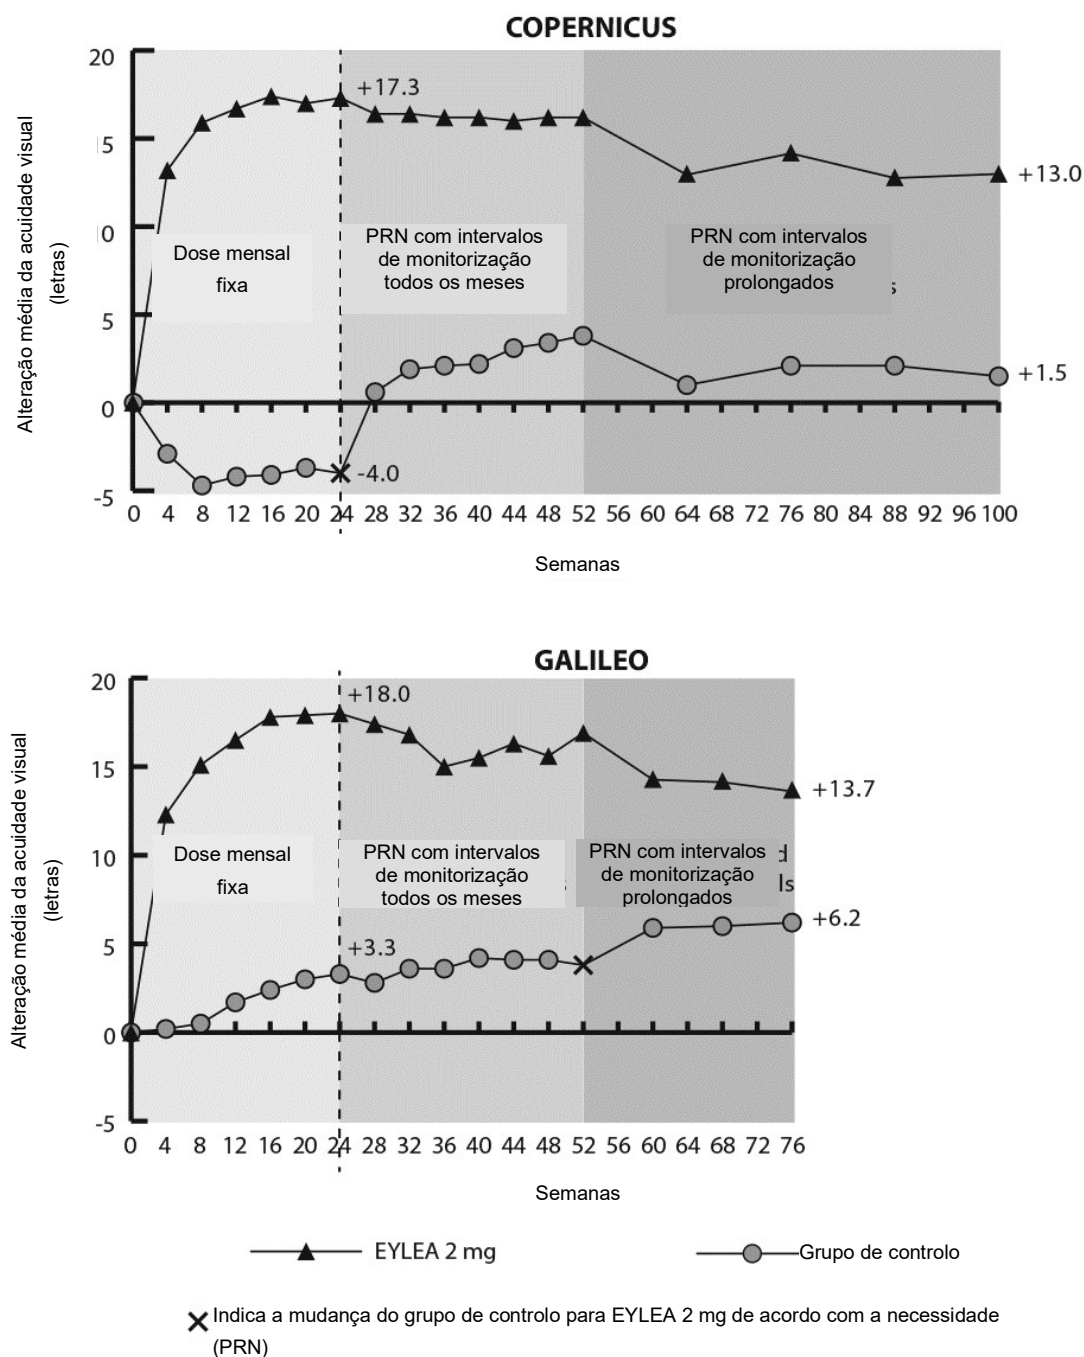 COPERNICUS
Alteração média da acuidade visual
(letras)
20
5
0
5
0
-5
+17.3
+13.0
Dose mensal
fixa
PRN com intervalos
de monitorização
todos os meses
PRN com intervalos
de monitorização
prolongados
s
+1.5
-4.0
0 4 8 12 16 20 24 28 32 36 40 44 48 52 56 60 64 68 72 76 80 84 88 92 96 100
Semanas
GALILEO
Alteração média da acuidade visual
(letras)
20
15
10
5
0
-5
+18.0
+13.7
Dose mensal
fixa
PRN com intervalos
de monitorização
todos os meses
PRN com intervalos
de monitorização
prolongados
d
ls
+6.2
+3.3
0 4 8 12 16 20 24 28 32 36 40 44 48 52 56 60 64 68 72 76
Semanas
EYLEA 2 mg
Grupo de controlo
Indica a mudança do grupo de controlo para EYLEA 2 mg de acordo com a necessidade
(PRN)